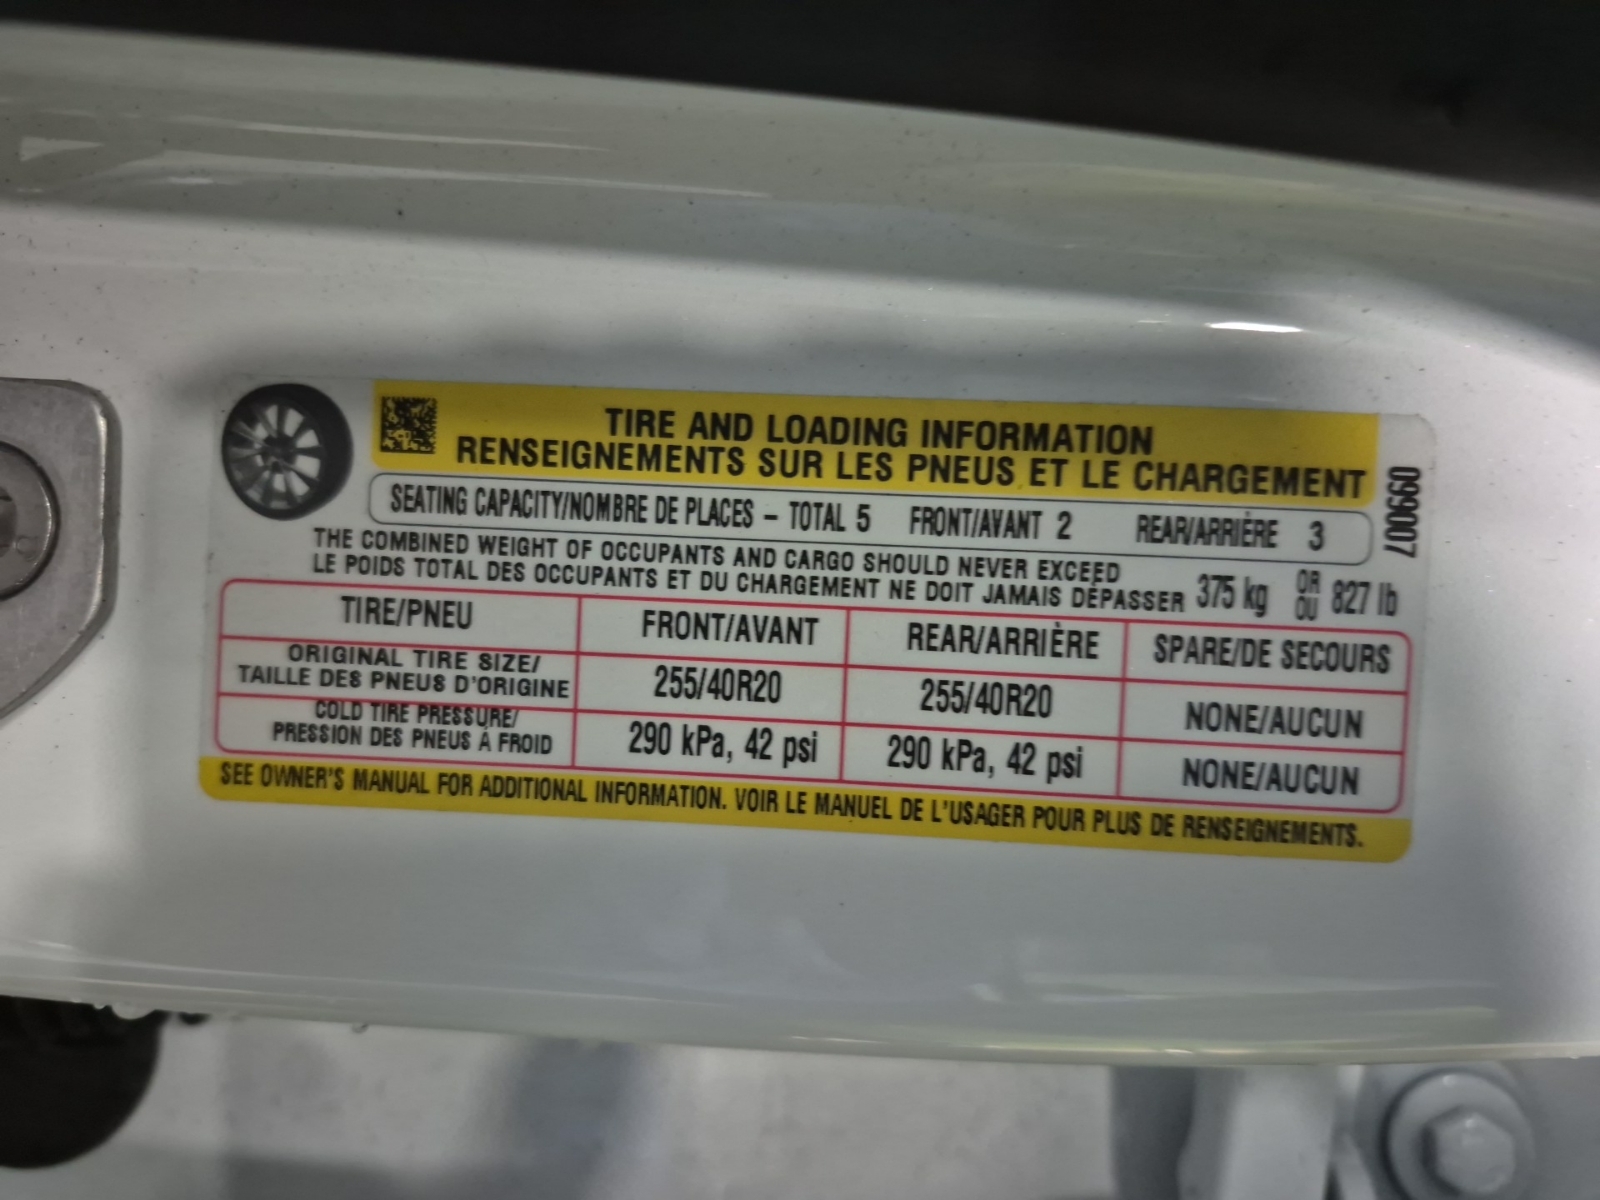 TIRE AND LOADING INFORMATION
RENSEIGNEMENTS SUR LES PNEUS ET LE CHARGEMENT
SEATING CAPACITY/NOMBRE DE PLACES – TOTAL 5 FRONT/AVANT 2 REAR/ARRIÈRE 3
099007
THE COMBINED WEIGHT OF OCCUPANTS AND CARGO SHOULD NEVER EXCEED
LE POIDS TOTAL DES OCCUPANTS ET DU CHARGEMENT NE DOIT JAMAIS DÉPASSER 375 kg OR OU 827 lb
TIRE/PNEU FRONT/AVANT REAR/ARRIÈRE SPARE/DE SECOURS
ORIGINAL TIRE SIZE/
TAILLE DES PNEUS D'ORIGINE 255/40R20 255/40R20 NONE/AUCUN
COLD TIRE PRESSURE/
PRESSION DES PNEUS À FROID 290 kPa, 42 psi 290 kPa, 42 psi NONE/AUCUN
SEE OWNER'S MANUAL FOR ADDITIONAL INFORMATION. VOIR LE MANUEL DE L'USAGER POUR PLUS DE RENSEIGNEMENTS.